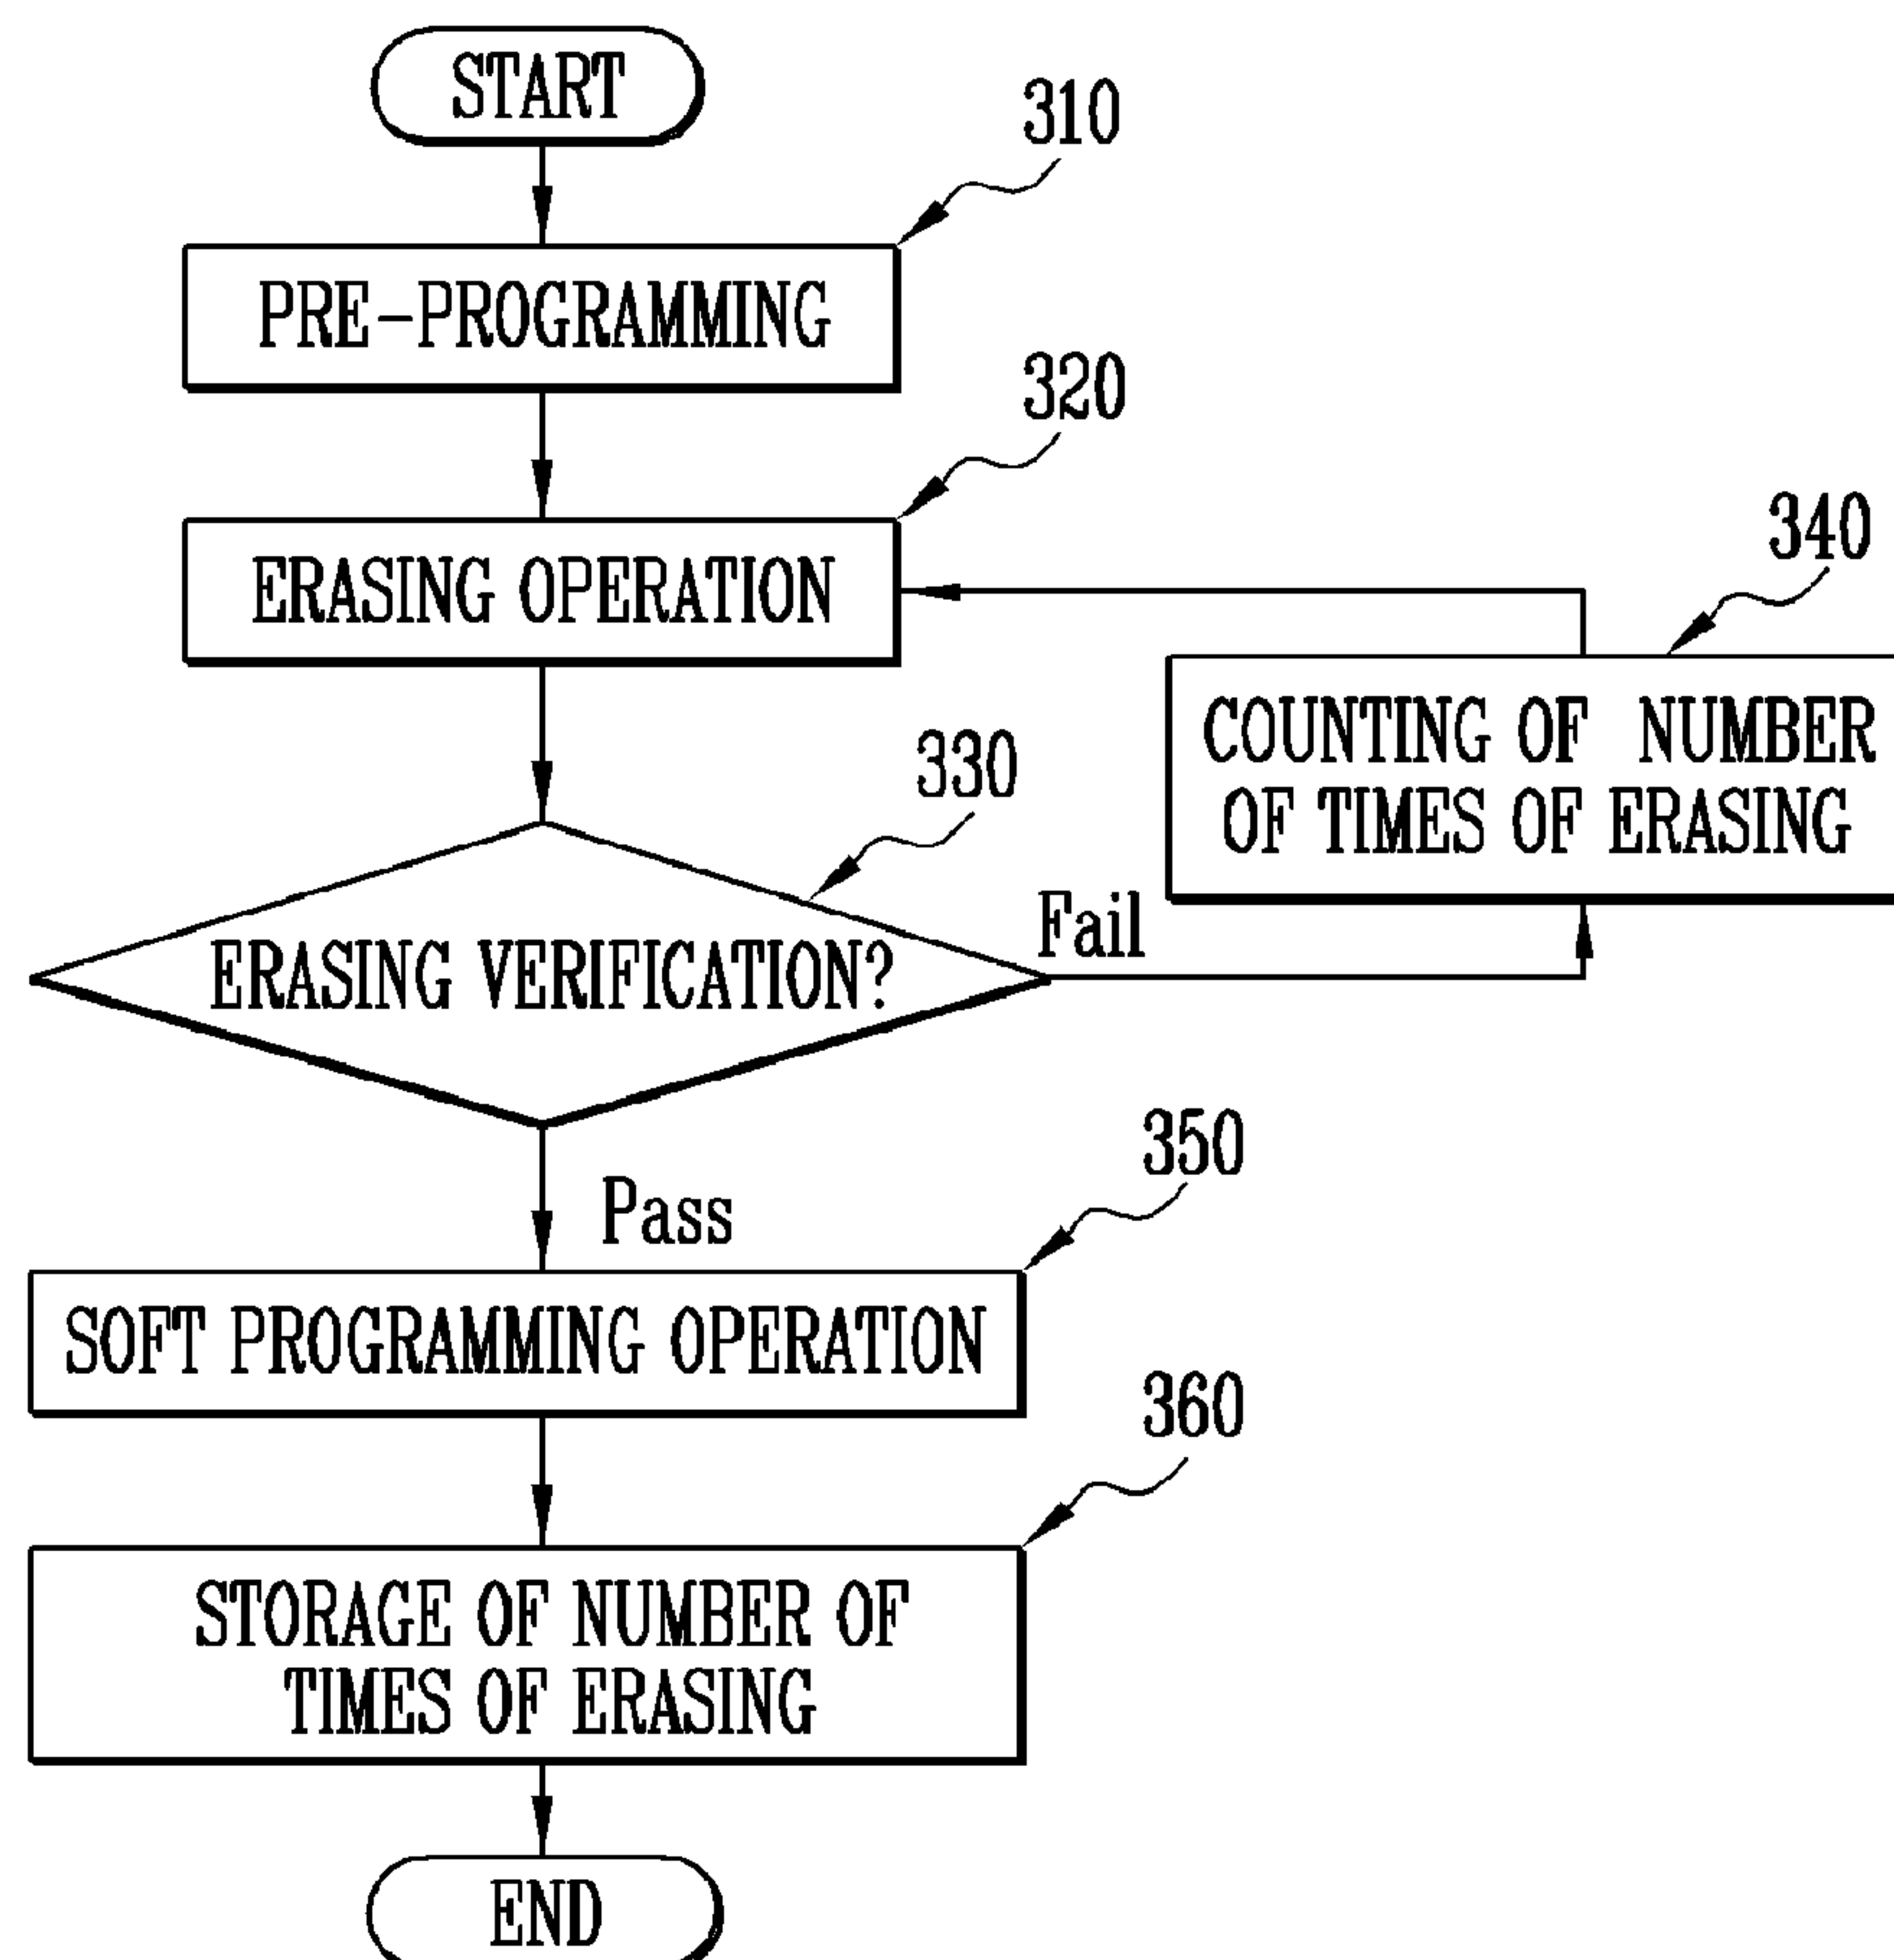 START
310
PRE-PROGRAMMING
320
ERASING OPERATION
340
COUNTING OF NUMBER
OF TIMES OF ERASING
330
ERASING VERIFICATION?
Fail
Pass
350
SOFT PROGRAMMING OPERATION
360
STORAGE OF NUMBER OF
TIMES OF ERASING
END